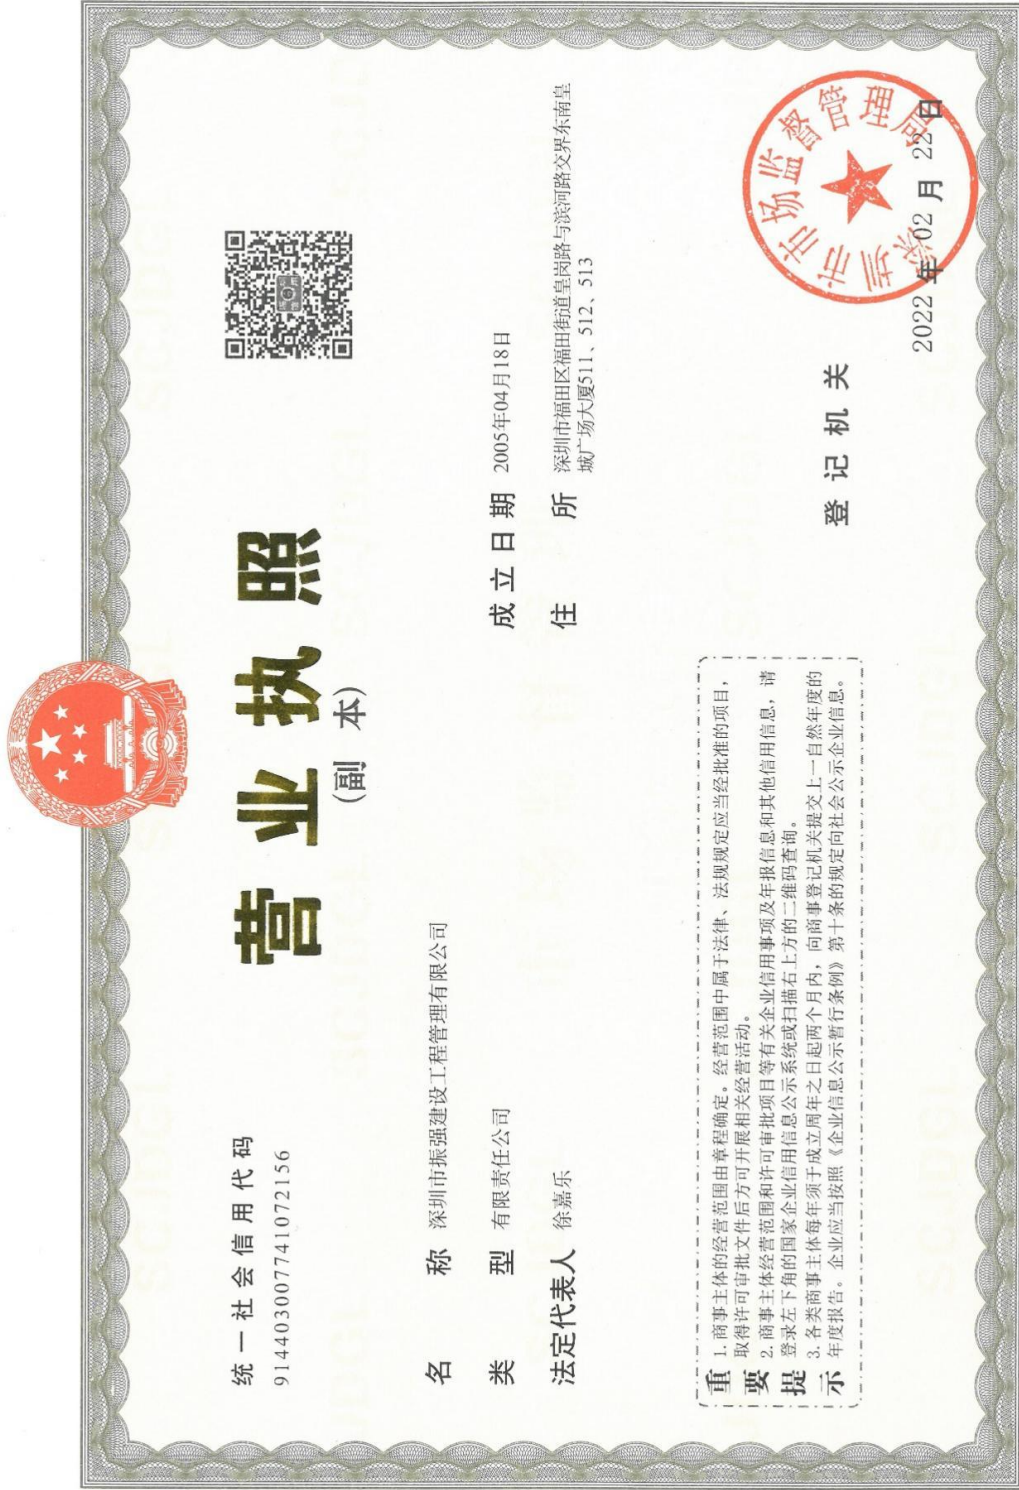 营业执照
(副 本)
统一社会信用代码
91440300774107215​6
名 称 深圳市振强建设工程管理有限公司
类 型 有限责任公司
法定代表人 徐嘉乐
成立日期 2005年04月18日
住 所 深圳市福田区福田街道皇岗路与滨河路交界东南皇
城广场大厦511、512、513
重要提示
1. 商事主体的经营范围由章程确定。经营范围中属于法律、法规规定应当经批准的项目，
取得许可审批文件后方可开展相关经营活动。
2. 商事主体经营范围和许可审批项目等有关企业信用事项及年报信息和其他信用信息，请
登录左下角的国家企业信用信息公示系统或扫描右上方的二维码查询。
3. 各类商事主体每年须于成立周年之日起两个月内，向商事登记机关提交上一自然年度的
年度报告。企业应当按照《企业信息公示暂行条例》第十条的规定向社会公示企业信息。
登记机关
深圳市市场监督管理局
2022 年 02 月 22 日